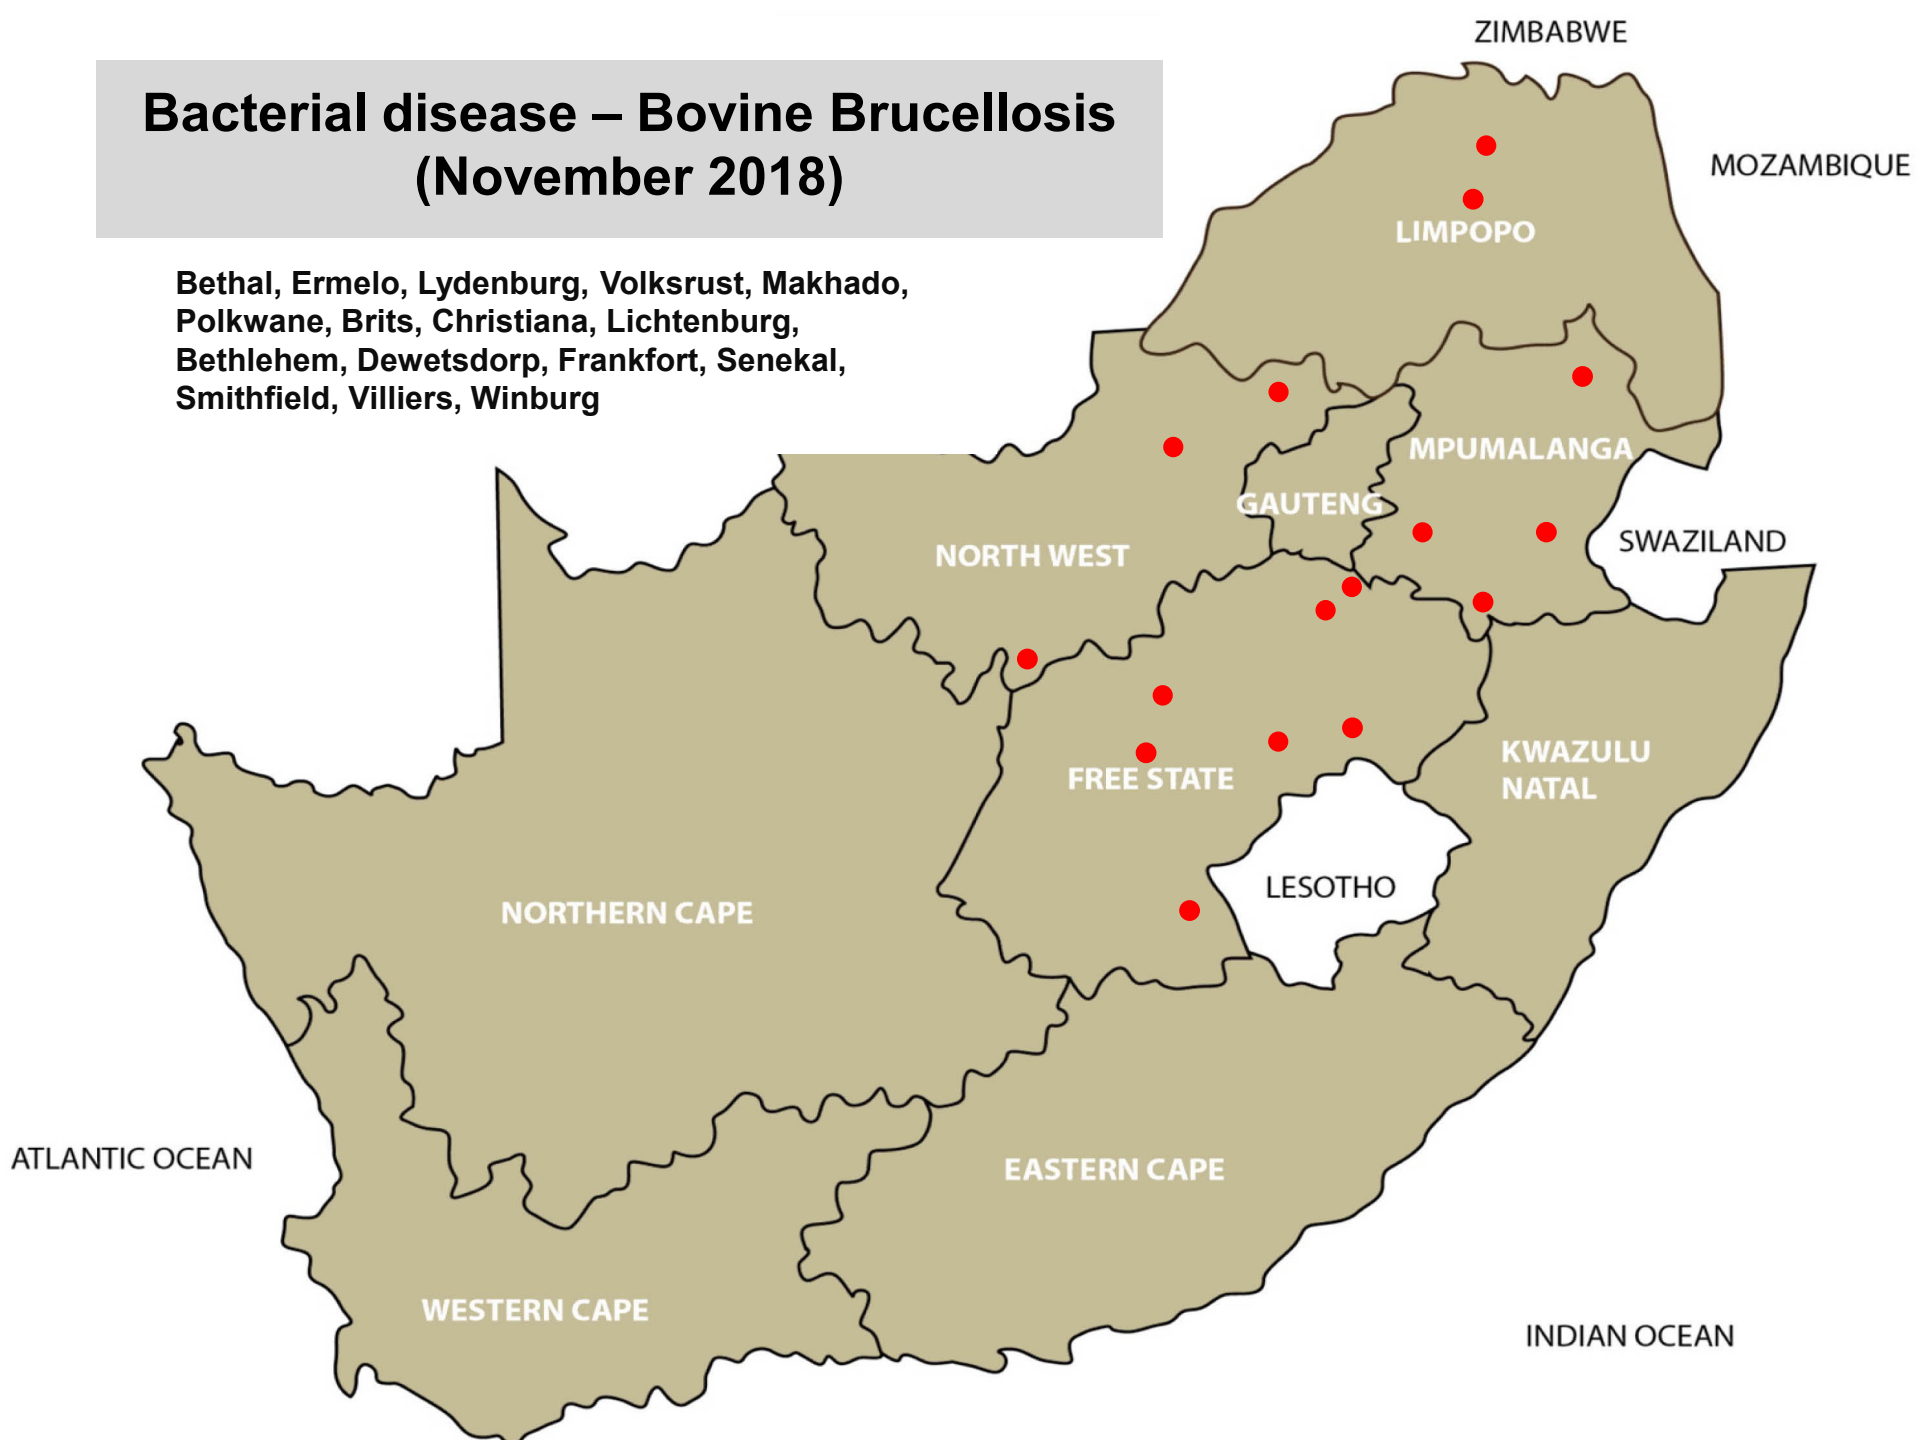 ZIMBABWE
Bacterial disease – Bovine Brucellosis
(November 2018)
MOZAMBIQUE
LIMPOPO
Bethal, Ermelo, Lydenburg, Volksrust, Makhado,
Polkwane, Brits, Christiana, Lichtenburg,
Bethlehem, Dewetsdorp, Frankfort, Senekal,
Smithfield, Villiers, Winburg
MPUMALANGA
GAUTENG
SWAZILAND
NORTH WEST
KWAZULU
NATAL
FREE STATE
LESOTHO
NORTHERN CAPE
ATLANTIC OCEAN
EASTERN CAPE
WESTERN CAPE
INDIAN OCEAN